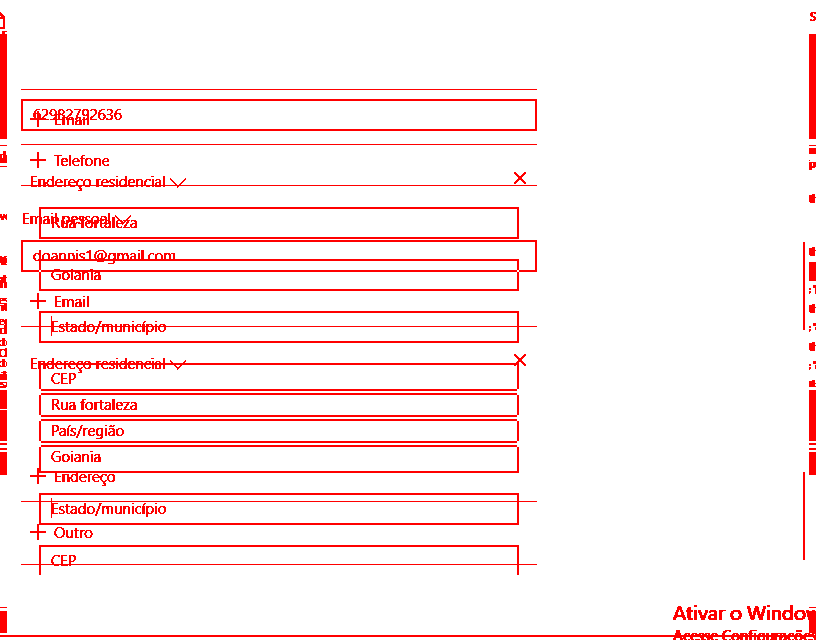 62982792636
Email
Telefone
Endereço residencial
Email pessoal
Rua fortaleza
doannis1@gmail.com
Goiania
Email
Estado/município
Endereço residencial
CEP
Rua fortaleza
País/região
Goiania
Endereço
Estado/município
Outro
CEP
Ativar o Window
Acesse Configurações